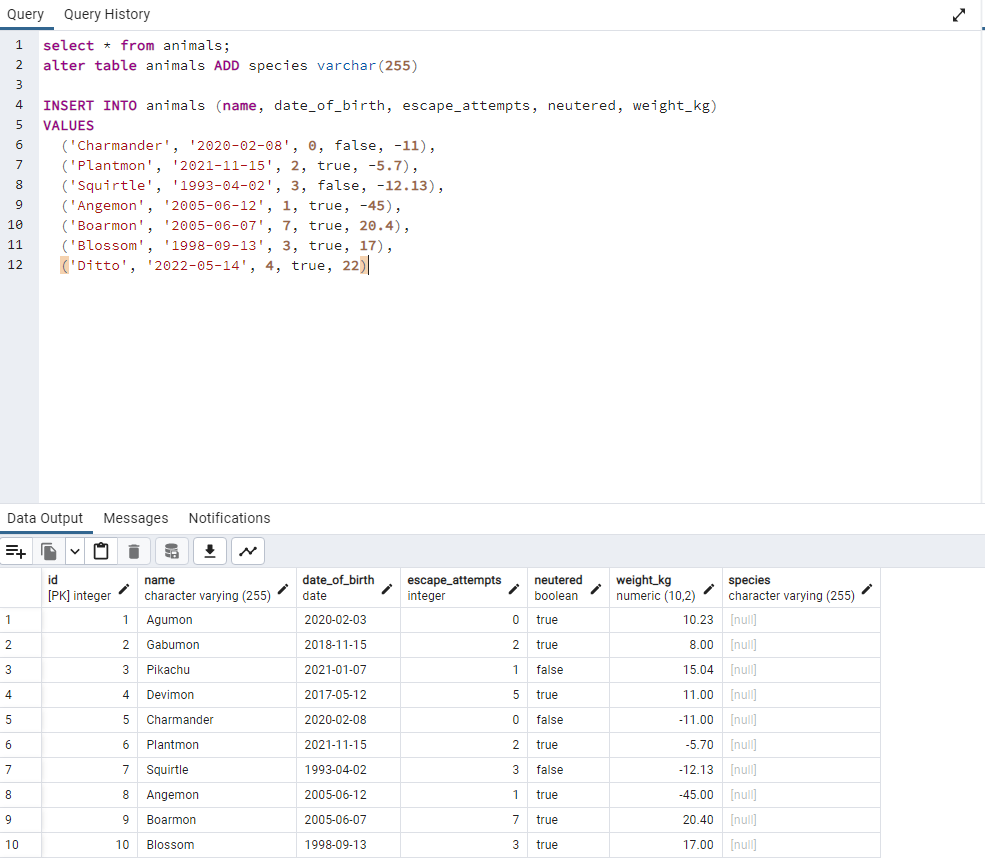 Query Query History
1 select * from animals;
2 alter table animals ADD species varchar(255)
3
4 INSERT INTO animals (name, date_of_birth, escape_attempts, neutered, weight_kg)
5 VALUES
6 ('Charmander', '2020-02-08', 0, false, -11),
7 ('Plantmon', '2021-11-15', 2, true, -5.7),
8 ('Squirtle', '1993-04-02', 3, false, -12.13),
9 ('Angemon', '2005-06-12', 1, true, -45),
10 ('Boarmon', '2005-06-07', 7, true, 20.4),
11 ('Blossom', '1998-09-13', 3, true, 17),
12 ('Ditto', '2022-05-14', 4, true, 22)
Data Output Messages Notifications
id name date_of_birth escape_attempts neutered weight_kg species
[PK] integer character varying (255) date integer boolean numeric (10,2) character varying (255)
1 1 Agumon 2020-02-03 0 true 10.23 [null]
2 2 Gabumon 2018-11-15 2 true 8.00 [null]
3 3 Pikachu 2021-01-07 1 false 15.04 [null]
4 4 Devimon 2017-05-12 5 true 11.00 [null]
5 5 Charmander 2020-02-08 0 false -11.00 [null]
6 6 Plantmon 2021-11-15 2 true -5.70 [null]
7 7 Squirtle 1993-04-02 3 false -12.13 [null]
8 8 Angemon 2005-06-12 1 true -45.00 [null]
9 9 Boarmon 2005-06-07 7 true 20.40 [null]
10 10 Blossom 1998-09-13 3 true 17.00 [null]